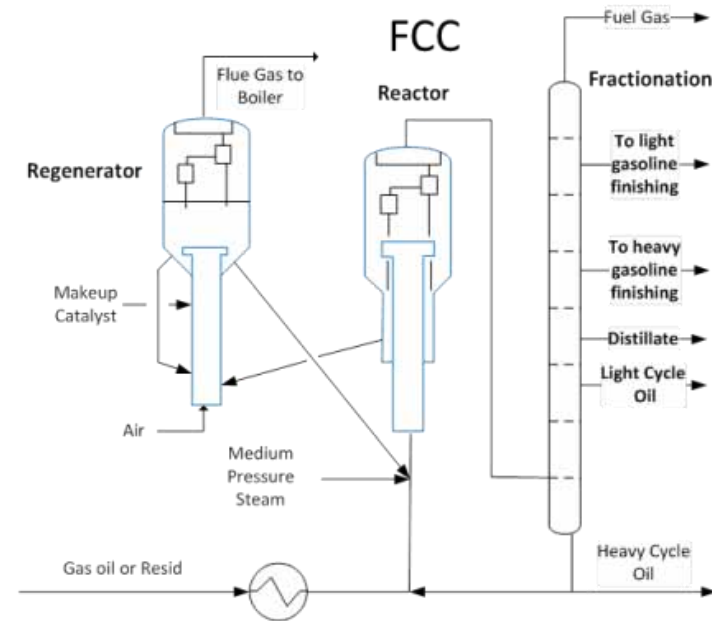 FCC
Fuel Gas
Flue Gas to
Boiler
Reactor
Fractionation
Regenerator
To light
gasoline
finishing
To heavy
gasoline
finishing
Makeup
Catalyst
Distillate
Light Cycle
Oil
Air
Medium
Pressure
Steam
Gas oil or Resid
Heavy Cycle
Oil